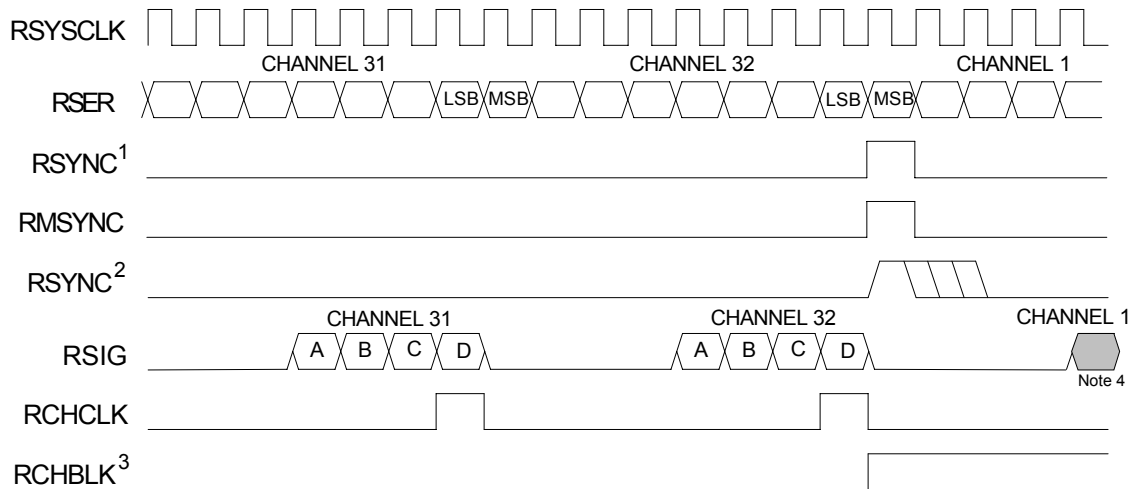 RSYSCLK
CHANNEL 31 CHANNEL 32 CHANNEL 1
RSER LSB MSB LSB MSB
RSYNC¹
RMSYNC
RSYNC²
CHANNEL 31 CHANNEL 32 CHANNEL 1
RSIG A B C D A B C D
Note 4
RCHCLK
RCHBLK³